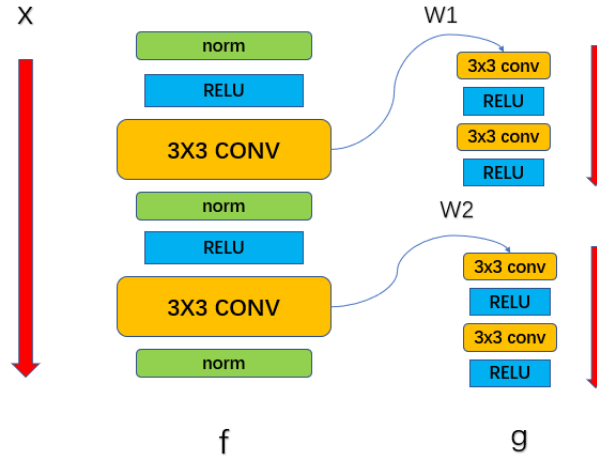 X
norm
RELU
3X3 CONV
norm
RELU
3X3 CONV
norm
f
W1
3x3 conv
RELU
3x3 conv
RELU
W2
3x3 conv
RELU
3x3 conv
RELU
g